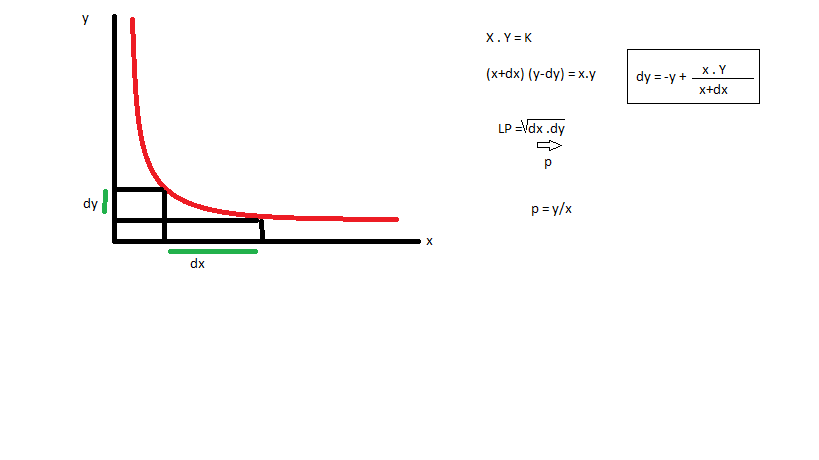 y
X . Y = K
(x+dx) (y-dy) = x.y
dy = -y + x . Y
x+dx
LP = √dx .dy
p
dy
p = y/x
x
dx